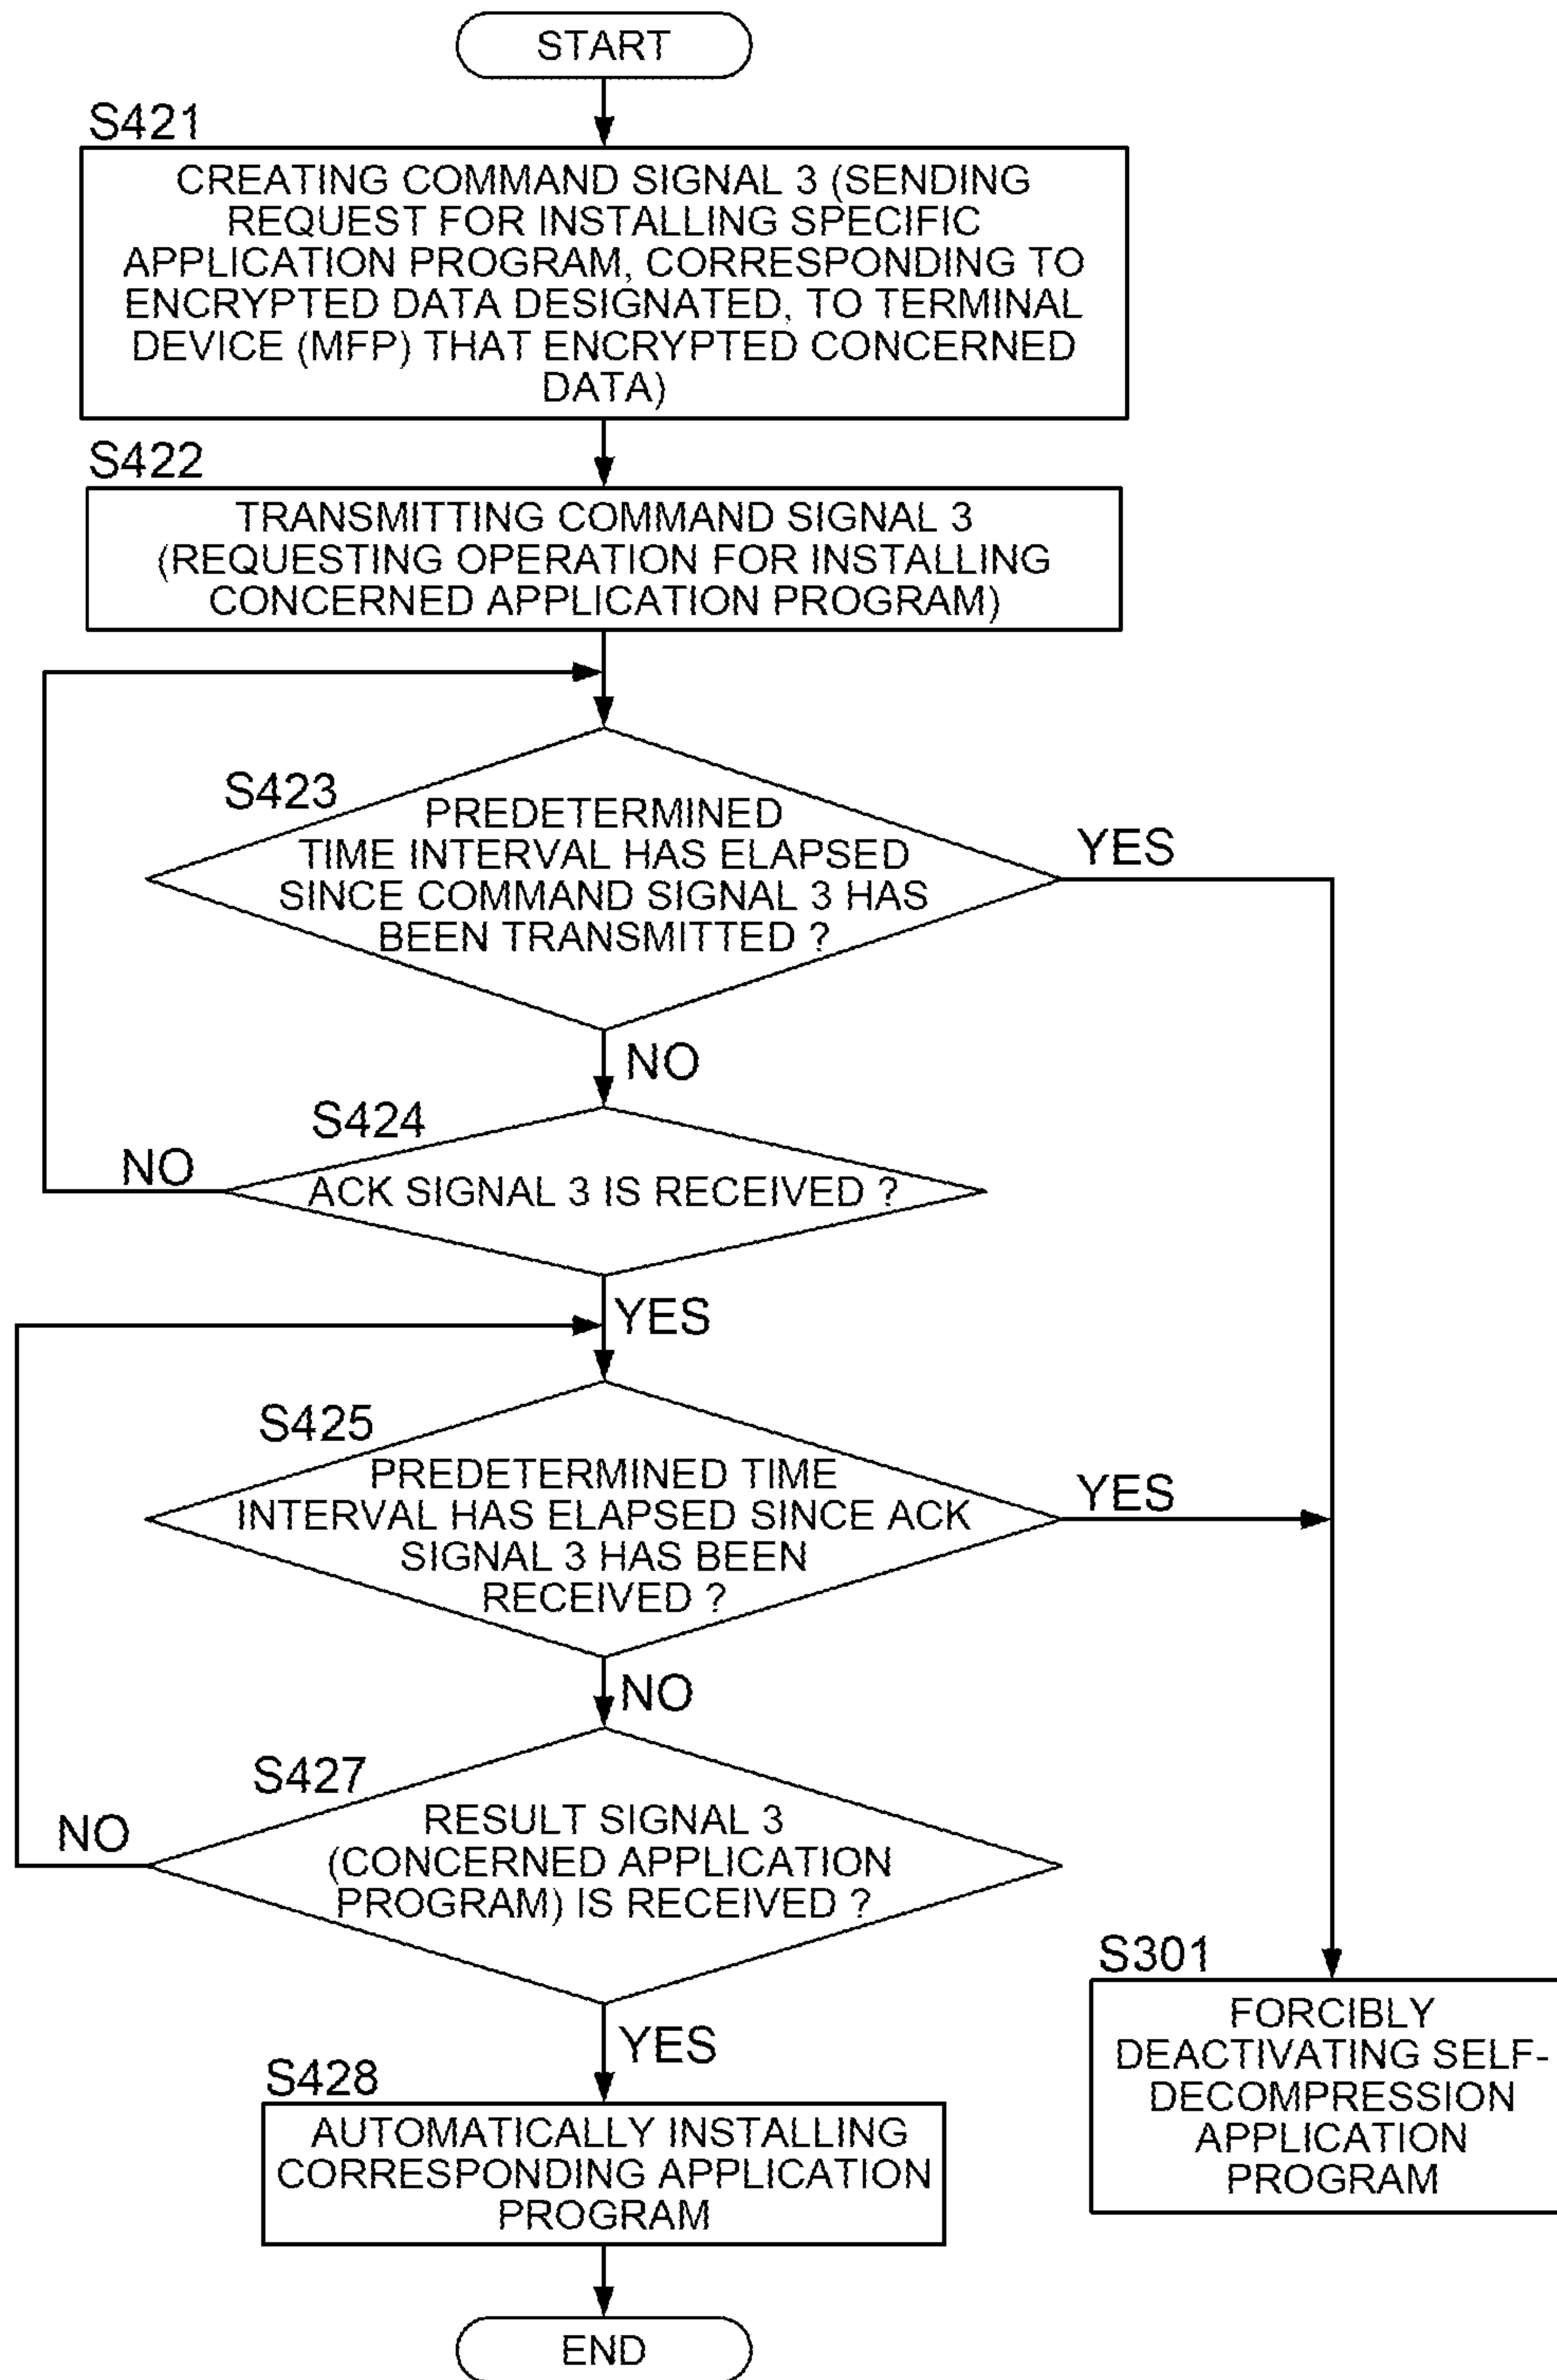 START
S421
CREATING COMMAND SIGNAL 3 (SENDING
REQUEST FOR INSTALLING SPECIFIC
APPLICATION PROGRAM, CORRESPONDING TO
ENCRYPTED DATA DESIGNATED, TO TERMINAL
DEVICE (MFP) THAT ENCRYPTED CONCERNED
DATA)
S422
TRANSMITTING COMMAND SIGNAL 3
(REQUESTING OPERATION FOR INSTALLING
CONCERNED APPLICATION PROGRAM)
S423
PREDETERMINED
TIME INTERVAL HAS ELAPSED
SINCE COMMAND SIGNAL 3 HAS
BEEN TRANSMITTED ?
YES
NO
S424
NO
ACK SIGNAL 3 IS RECEIVED ?
YES
S425
PREDETERMINED TIME
INTERVAL HAS ELAPSED SINCE ACK
SIGNAL 3 HAS BEEN
RECEIVED ?
YES
NO
S427
NO
RESULT SIGNAL 3
(CONCERNED APPLICATION
PROGRAM) IS RECEIVED ?
YES
S428
AUTOMATICALLY INSTALLING
CORRESPONDING APPLICATION
PROGRAM
S301
FORCIBLY
DEACTIVATING SELF-
DECOMPRESSION
APPLICATION
PROGRAM
END